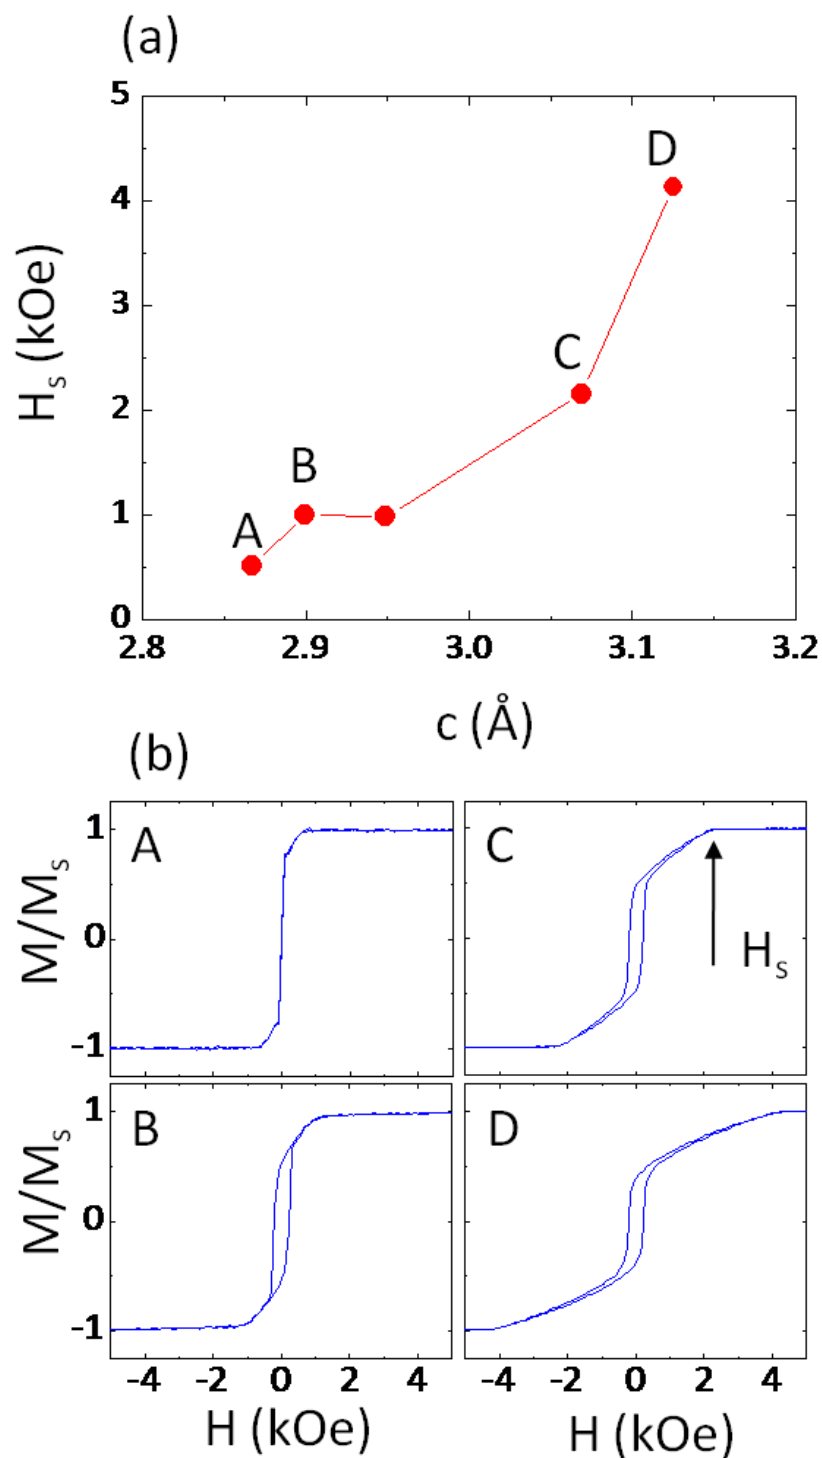 (a)
5
4
3
2
1
0
H_s (kOe)
A
B
C
D
2.8 2.9 3.0 3.1 3.2
c (Å)
(b)
1
0
-1
M/M_s
A
C
H_s
1
0
-1
M/M_s
B
D
-4 -2 0 2 4
-4 -2 0 2 4
H (kOe)
H (kOe)